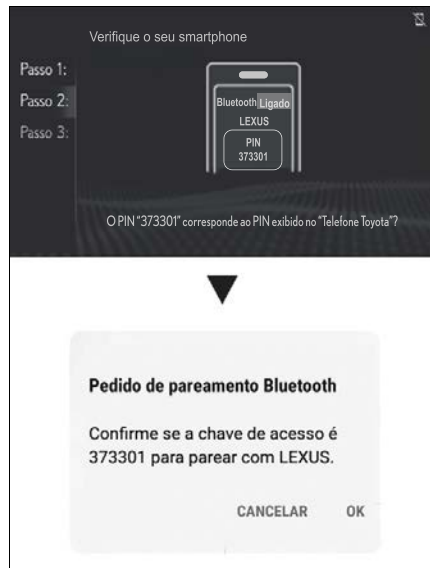 Verifique o seu smartphone
Passo 1:
Passo 2:
Passo 3:
Bluetooth Ligado
LEXUS
PIN
373301
O PIN "373301" corresponde ao PIN exibido no "Telefone Toyota"?
Pedido de pareamento Bluetooth
Confirme se a chave de acesso é
373301 para parear com LEXUS.
CANCELAR OK